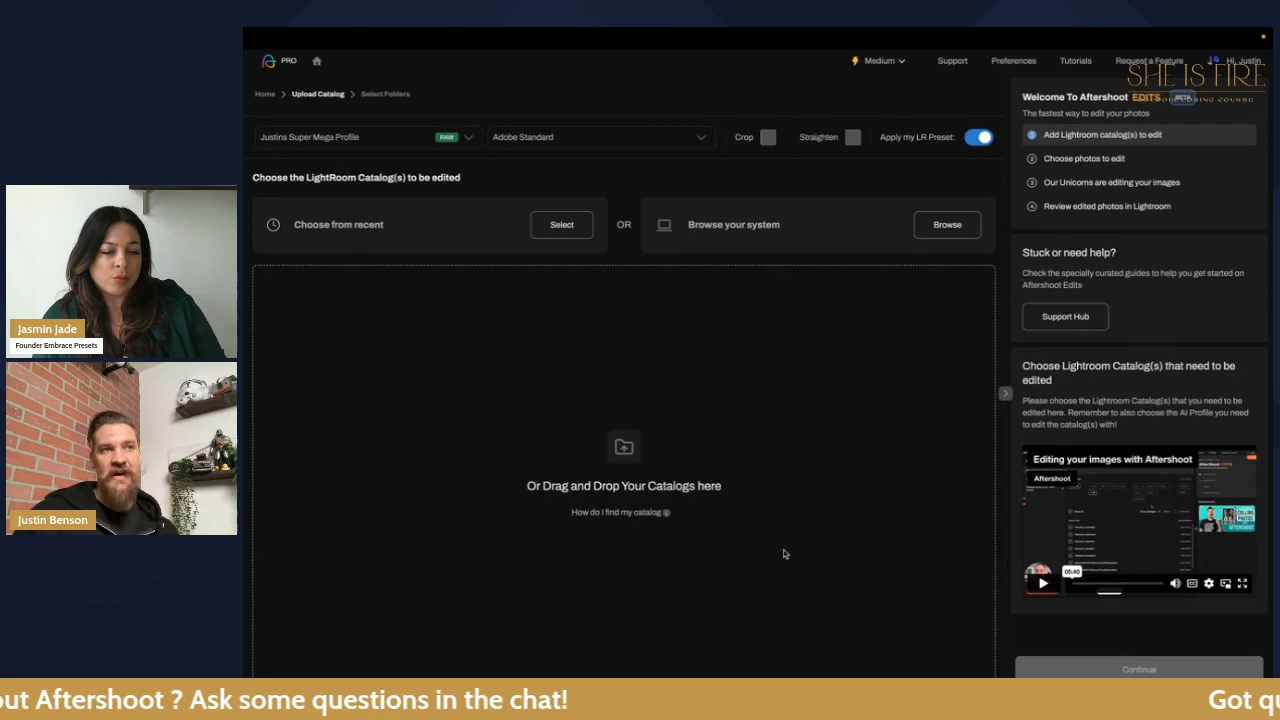 PRO
Medium
Support
Preferences
Tutorials
Request a Feature
Hi, Justin
SHE IS FIRE
Home > Upload Catalog > Select Folders
Justins Super Mega Profile
RAW
Adobe Standard
Crop
Straighten
Apply my LR Preset:
Choose the LightRoom Catalog(s) to be edited
Choose from recent
Select
OR
Browse your system
Browse
Or Drag and Drop Your Catalogs here
How do I find my catalog
Welcome To Aftershoot EDITS BETA
The fastest way to edit your photos
1 Add Lightroom catalog(s) to edit
2 Choose photos to edit
3 Our Unicorns are editing your images
4 Review edited photos in Lightroom
Stuck or need help?
Check the specially curated guides to help you get started on
Aftershoot Edits
Support Hub
Choose Lightroom Catalog(s) that need to be
edited
Please choose the Lightroom Catalog(s) that you need to be
edited here. Remember to also choose the AI Profile you need
to edit the catalog(s) with!
Editing your images with Aftershoot
Aftershoot
05:40
Continue
Jasmin Jade
Founder Embrace Presets
Justin Benson
out Aftershoot ? Ask some questions in the chat!
Got qu